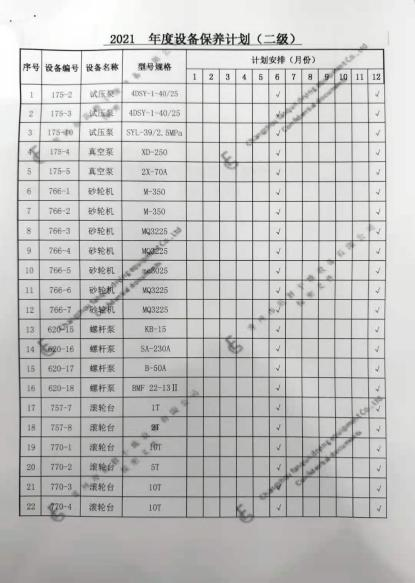 2021 年度设备保养计划（二级）
序号 设备编号 设备名称 型号规格 计划安排（月份）
1 2 3 4 5 6 7 8 9 10 11 12
1 175-2 试压泵 4DSY-1-40/25 √ √
2 175-3 试压泵 4DSY-1-40/25 √ √
3 175-10 试压泵 SYL-39/2.5MPa √ √
4 175-4 真空泵 XD-250 √ √
5 175-5 真空泵 2X-70A √ √
6 766-1 砂轮机 M-350 √ √
7 766-2 砂轮机 M-350 √ √
8 766-3 砂轮机 MQ3225 √ √
9 766-4 砂轮机 MQ3225 √ √
10 766-5 砂轮机 √ √
11 766-6 砂轮机 MQ3225 √ √
12 766-7 砂轮机 MQ3225 √ √
13 620-15 螺杆泵 KB-15 √ √
14 620-16 螺杆泵 SA-230A √ √
15 620-17 螺杆泵 B-50A √ √
16 620-18 螺杆泵 BMF 22-13Ⅱ √ √
17 757-7 滚轮台 1T √ √
18 757-8 滚轮台 2T √ √
19 770-1 滚轮台 10T √ √
20 770-2 滚轮台 5T √ √
21 770-3 滚轮台 10T √ √
22 770-4 滚轮台 10T √ √